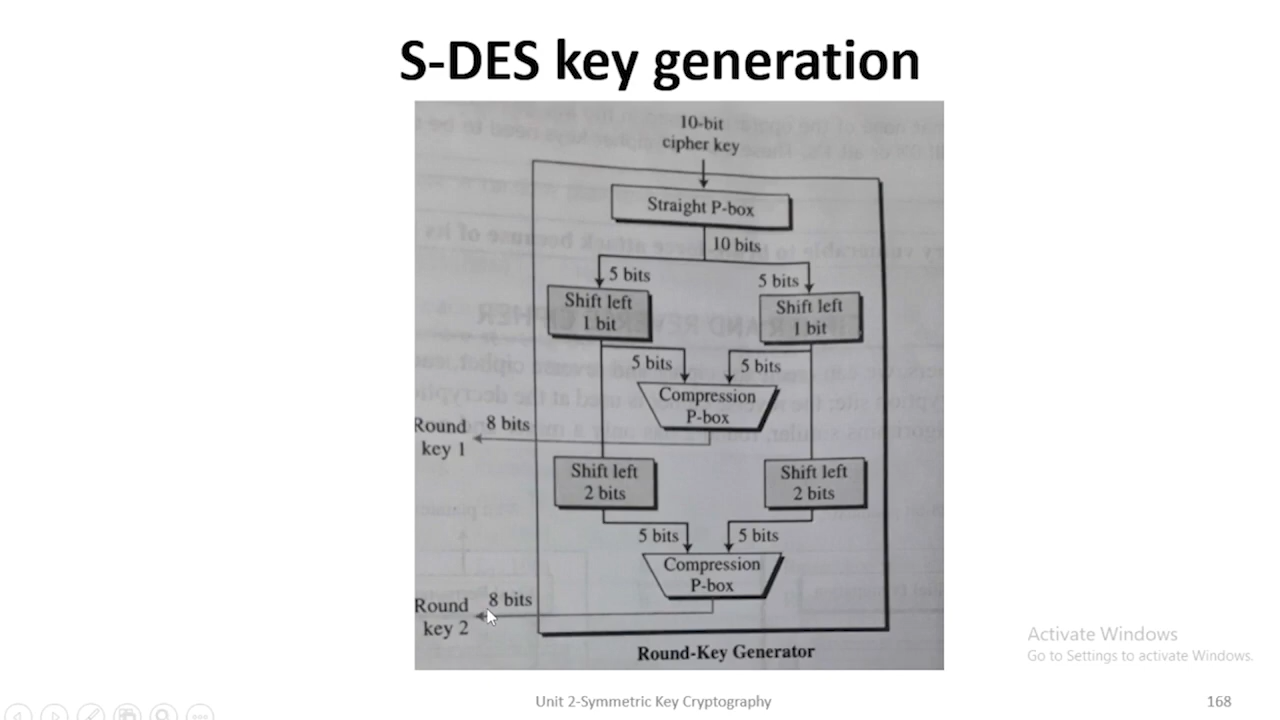 S-DES key generation
10-bit
cipher key
Straight P-box
10 bits
5 bits
5 bits
Shift left
1 bit
Shift left
1 bit
5 bits
5 bits
Compression
P-box
Round
key 1
8 bits
Shift left
2 bits
Shift left
2 bits
5 bits
5 bits
Compression
P-box
Round
key 2
8 bits
Round-Key Generator
Activate Windows
Go to Settings to activate Windows.
Unit 2-Symmetric Key Cryptography
168